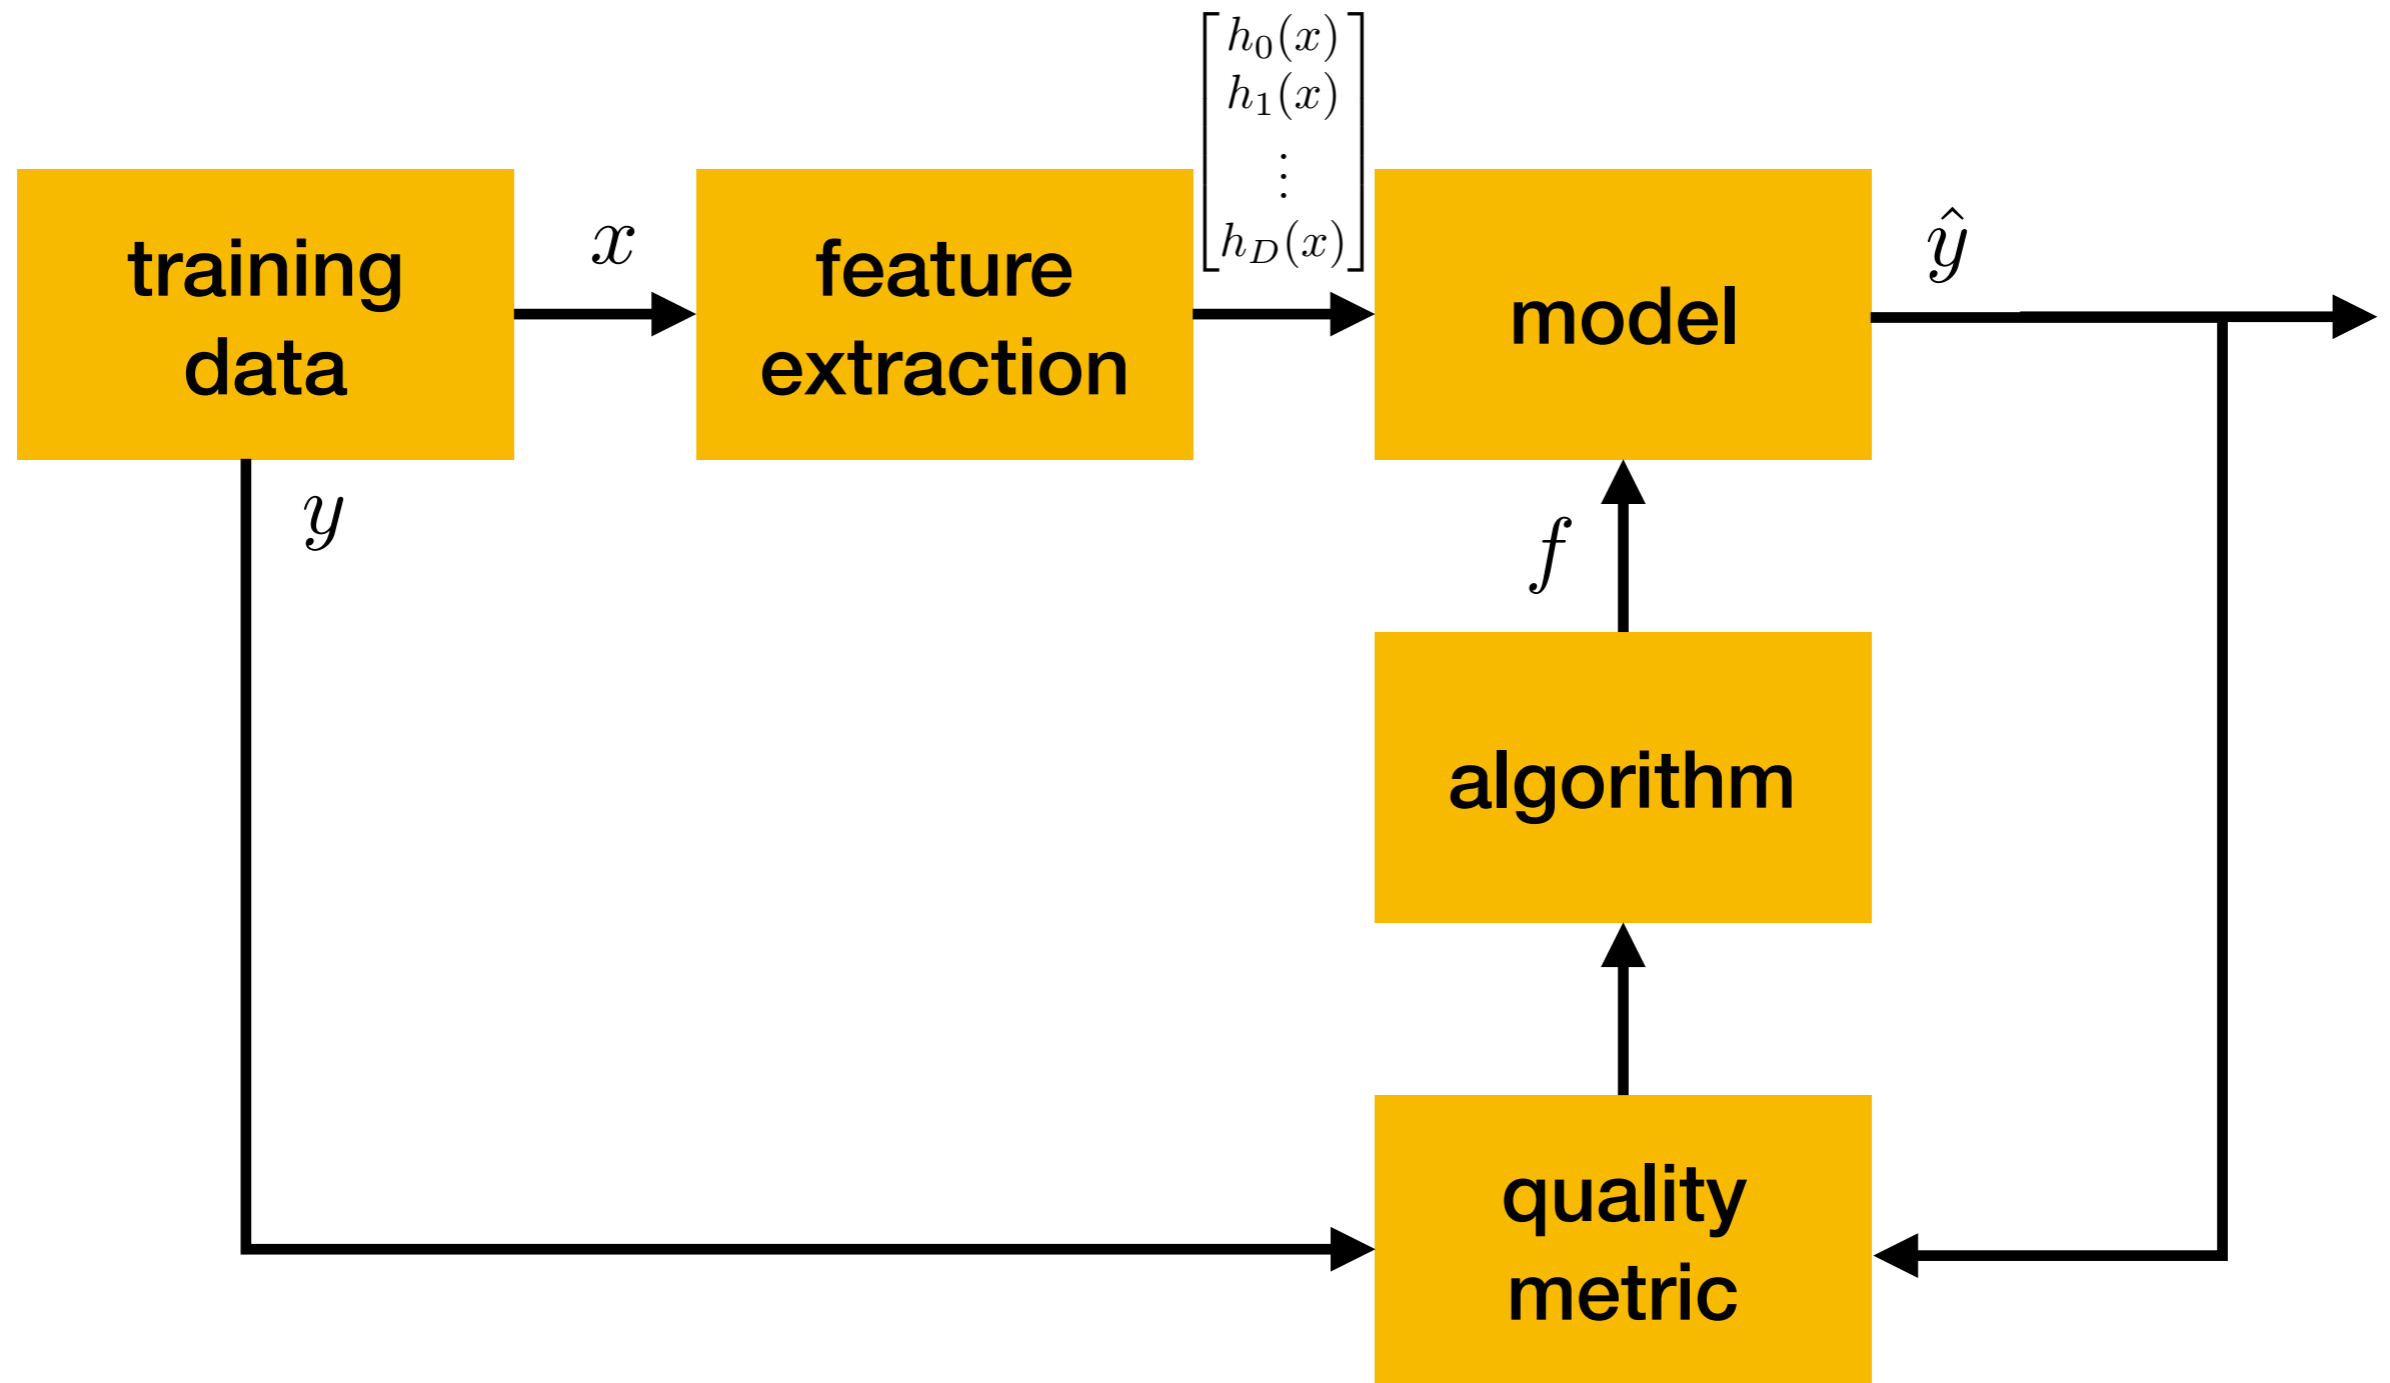 h_0(x)
h_1(x)
⋮
h_D(x)
training
data
x
feature
extraction
model
ŷ
y
f
algorithm
quality
metric